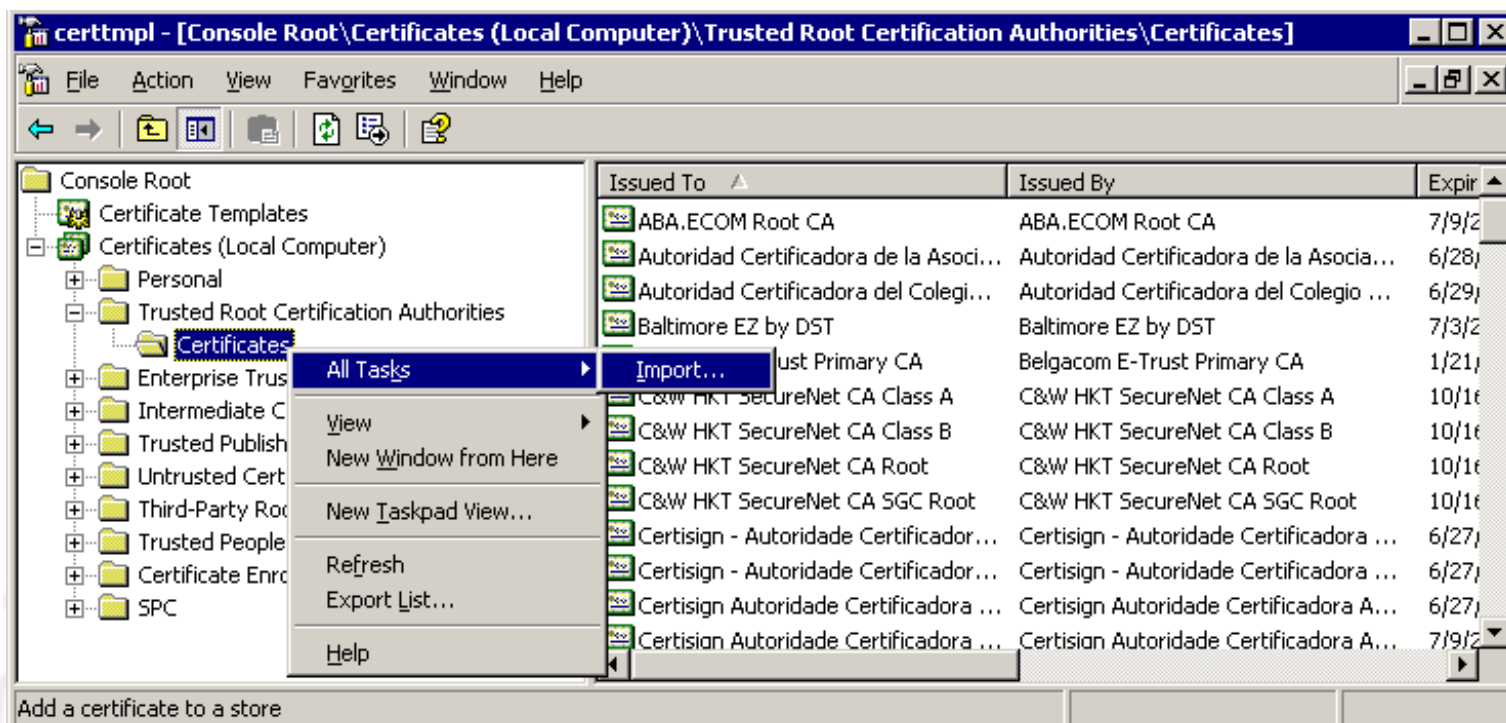 certtmpl - [Console Root\Certificates (Local Computer)\Trusted Root Certification Authorities\Certificates]
File Action View Favorites Window Help
Console Root
Certificate Templates
Certificates (Local Computer)
Personal
Trusted Root Certification Authorities
Certificates
Enterprise Trus
Intermediate C
Trusted Publish
Untrusted Cert
Third-Party Roo
Trusted People
Certificate Enro
SPC
All Tasks
View
New Window from Here
New Taskpad View...
Refresh
Export List...
Help
Import...
Issued To Issued By Expir
ABA.ECOM Root CA ABA.ECOM Root CA 7/9/2
Autoridad Certificadora de la Asoci... Autoridad Certificadora de la Asocia... 6/28/
Autoridad Certificadora del Colegi... Autoridad Certificadora del Colegio ... 6/29/
Baltimore EZ by DST Baltimore EZ by DST 7/3/2
ust Primary CA Belgacom E-Trust Primary CA 1/21/
C&W HKT SecureNet CA Class A C&W HKT SecureNet CA Class A 10/16
C&W HKT SecureNet CA Class B C&W HKT SecureNet CA Class B 10/16
C&W HKT SecureNet CA Root C&W HKT SecureNet CA Root 10/16
C&W HKT SecureNet CA SGC Root C&W HKT SecureNet CA SGC Root 10/16
Certisign - Autoridade Certificador... Certisign - Autoridade Certificadora ... 6/27/
Certisign - Autoridade Certificador... Certisign - Autoridade Certificadora ... 6/27/
Certisign Autoridade Certificadora ... Certisign Autoridade Certificadora A... 6/27/
Certisign Autoridade Certificadora ... Certisign Autoridade Certificadora A... 7/9/2
Add a certificate to a store